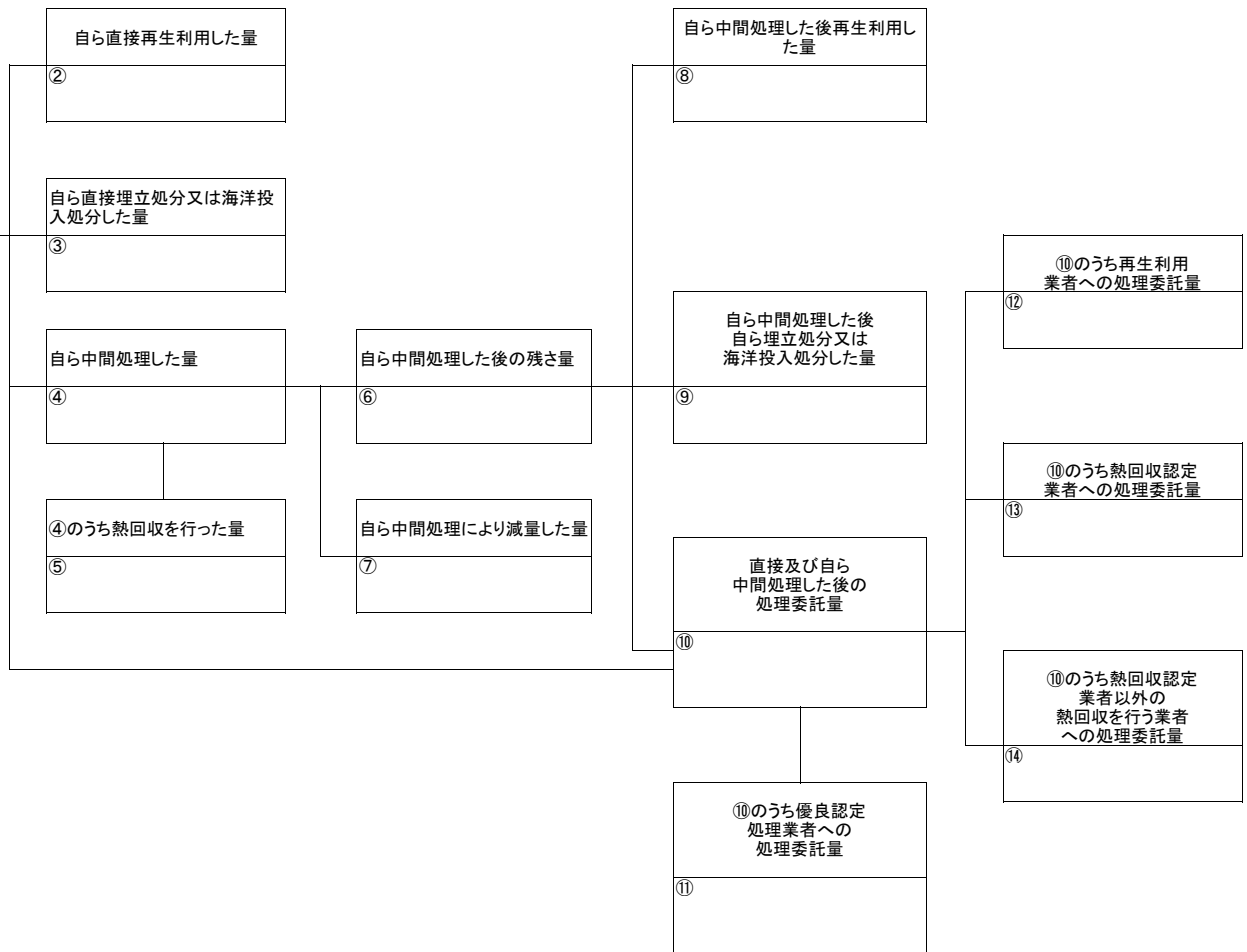 自ら直接再生利用した量
②
自ら直接埋立処分又は海洋投
入処分した量
③
自ら中間処理した量
④
④のうち熱回収を行った量
⑤
自ら中間処理した後の残さ量
⑥
自ら中間処理により減量した量
⑦
自ら中間処理した後再生利用し
た量
⑧
自ら中間処理した後
自ら埋立処分又は
海洋投入処分した量
⑨
直接及び自ら
中間処理した後の
処理委託量
⑩
⑩のうち優良認定
処理業者への
処理委託量
⑪
⑩のうち再生利用
業者への処理委託量
⑫
⑩のうち熱回収認定
業者への処理委託量
⑬
⑩のうち熱回収認定
業者以外の
熱回収を行う業者
への処理委託量
⑭